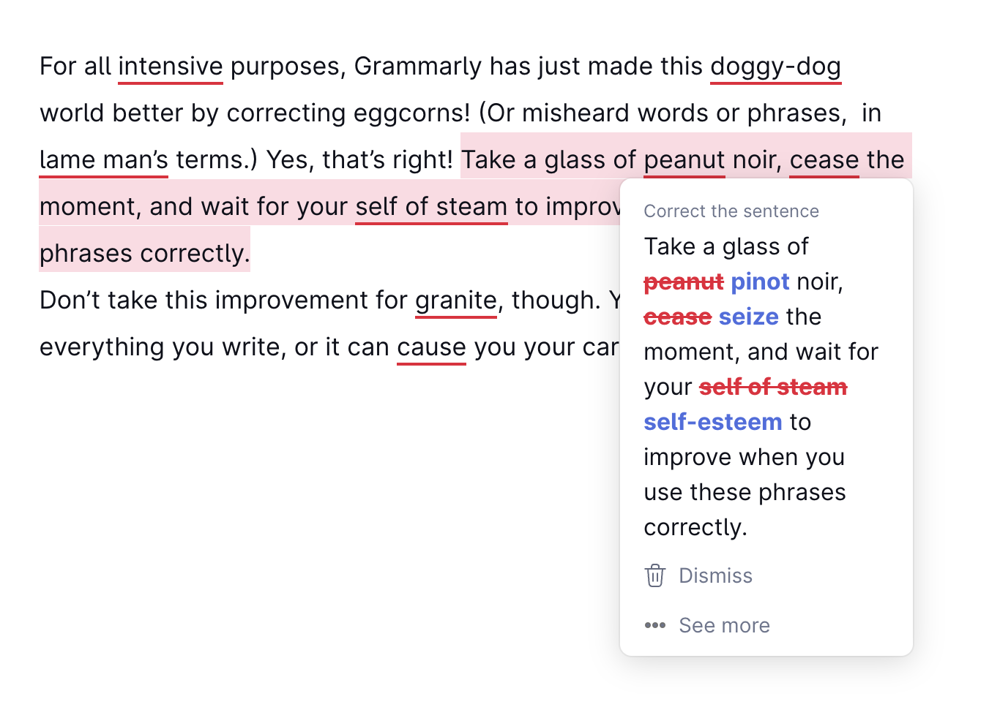 For all intensive purposes, Grammarly has just made this doggy-dog
world better by correcting eggcorns! (Or misheard words or phrases,  in
lame man’s terms.) Yes, that’s right! Take a glass of peanut noir, cease the
moment, and wait for your self of steam to improv
phrases correctly.
Don’t take this improvement for granite, though. Y
everything you write, or it can cause you your car
Correct the sentence
Take a glass of
peanut pinot noir,
cease seize the
moment, and wait for
your self of steam
self-esteem to
improve when you
use these phrases
correctly.
Dismiss
See more